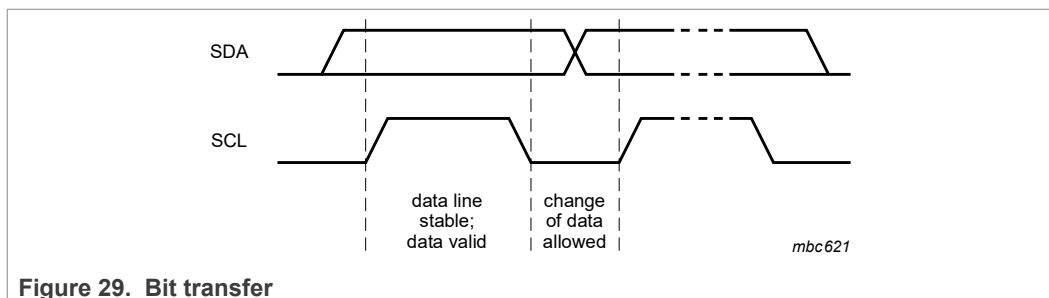 SDA
SCL
data line
stable;
data valid
change
of data
allowed
mbc621
Figure 29. Bit transfer